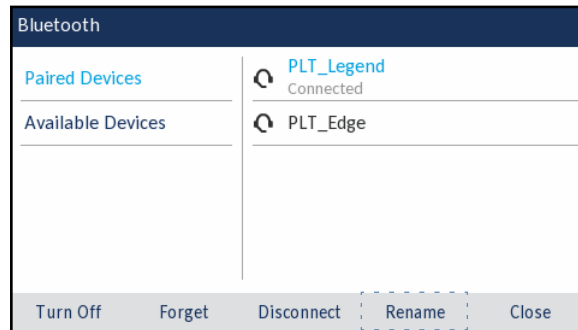 Bluetooth
Paired Devices
Available Devices
PLT_Legend
Connected
PLT_Edge
Turn Off Forget Disconnect Rename Close